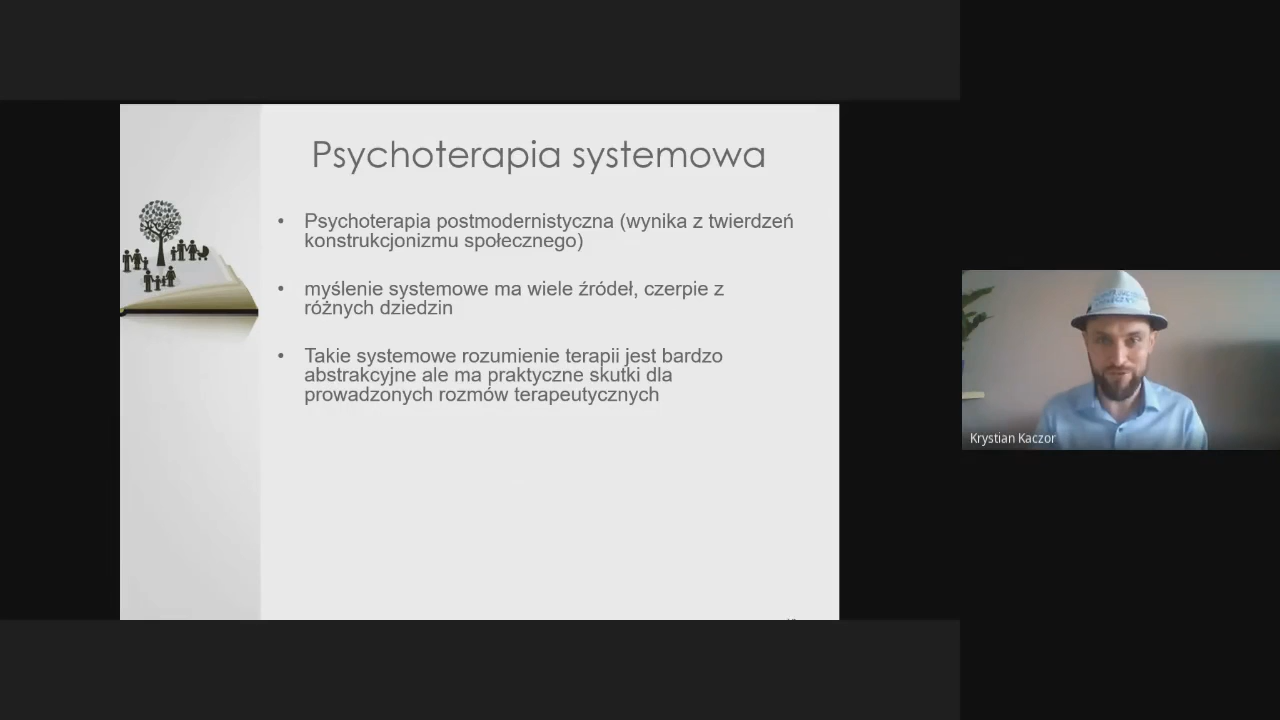 Psychoterapia systemowa
• Psychoterapia postmodernistyczna (wynika z twierdzeń
konstrukcjonizmu społecznego)
• myślenie systemowe ma wiele źródeł, czerpie z
różnych dziedzin
• Takie systemowe rozumienie terapii jest bardzo
abstrakcyjne ale ma praktyczne skutki dla
prowadzonych rozmów terapeutycznych
Krystian Kaczor